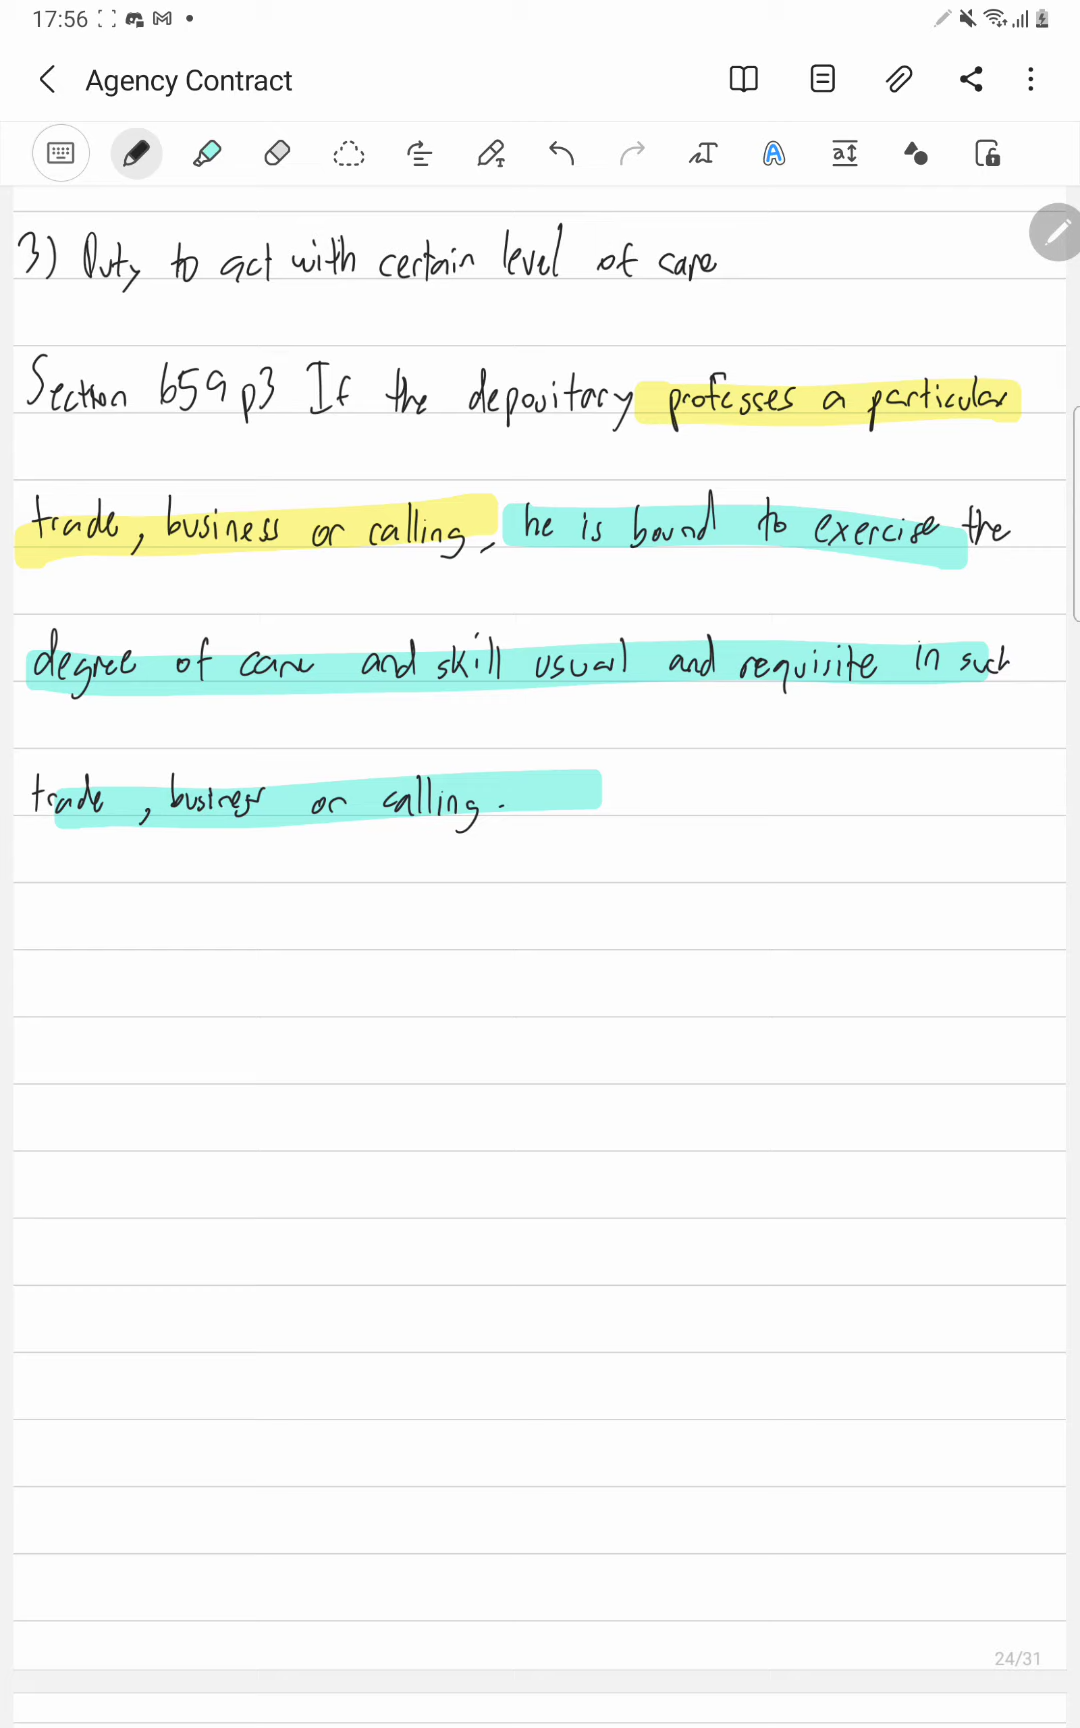 17:56
Agency Contract
3) Duty to act with certain level of care
Section 659 p3 If the depositary professes a particular
trade, business or calling, he is bound to exercise the
degree of care and skill usual and requisite in such
trade, business or calling.
24/31